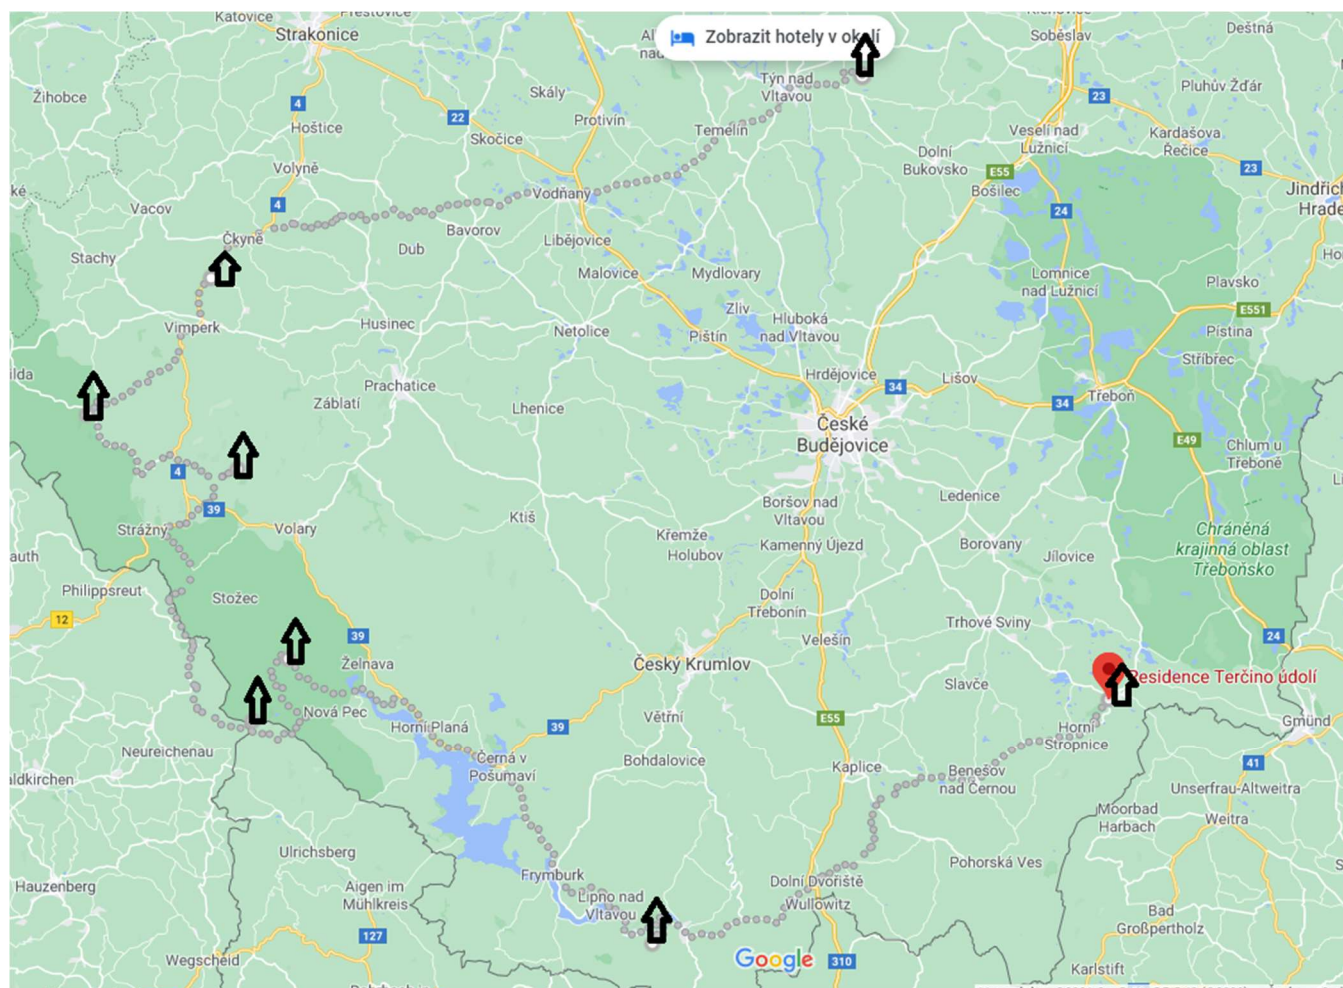 Katovice
Strakonice
Přešťovice
Zobrazit hotely v okolí
Soběslav
Deštná
Žihobce
4
Hoštice
22
Skály
Protivín
Skočice
Týn nad
Vltavou
Temelín
Dolní
Bukovsko
Veselí nad
Lužnicí
23
Pluhův Žďár
Kardašova
Řečice
23
E55
Bošilec
Volyně
Vodňany
Vacov
4
Čkyně
Stachy
Dub
Bavorov
Libějovice
Malovice
Mydlovary
24
Lomnice
nad Lužnicí
Plavsko
E551
Pístina
Stříbřec
Vimperk
Husinec
Netolice
Zliv
Pištín
Hluboká
nad Vltavou
Hrdějovice
34
Lišov
34
Třeboň
Prachatice
Záblatí
Lhenice
České
Budějovice
E49
Chlum u
Třeboně
4
39
Strážný
Volary
Ktiš
Boršov nad
Vltavou
Ledenice
Křemže
Holubov
Kamenný Újezd
Borovany
Jílovice
Chráněná
krajinná oblast
Třeboňsko
Philippsreut
12
Stožec
39
Želnava
Dolní
Třebonín
Velešín
Trhové Sviny
24
Český Krumlov
Slavče
Residence Terčino údolí
Nová Pec
Horní Planá
Větřní
39
E55
Horní
Stropnice
Gmünd
Neureichenau
Černá v
Pošumaví
Bohdalovice
Kaplice
Benešov
nad Černou
41
Unserfrau-Altweitra
Moorbad
Harbach
Weitra
Ulrichsberg
Frymburk
Pohorská Ves
Hauzenberg
Aigen im
Mühlkreis
Lipno nad
Vltavou
Dolní Dvořiště
Wullowitz
Bad
Großpertholz
127
Wegscheid
Google
310
Karlstift